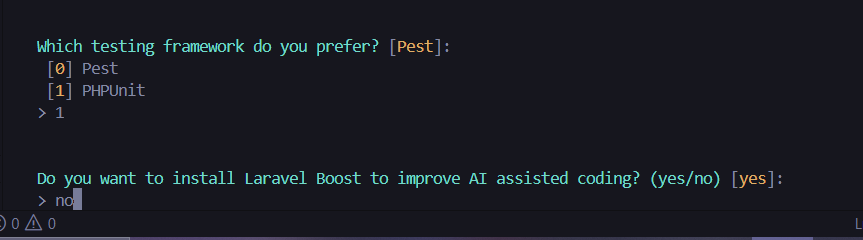 Which testing framework do you prefer? [Pest]:
[0] Pest
[1] PHPUnit
> 1
Do you want to install Laravel Boost to improve AI assisted coding? (yes/no) [yes]:
> no
0 0
L